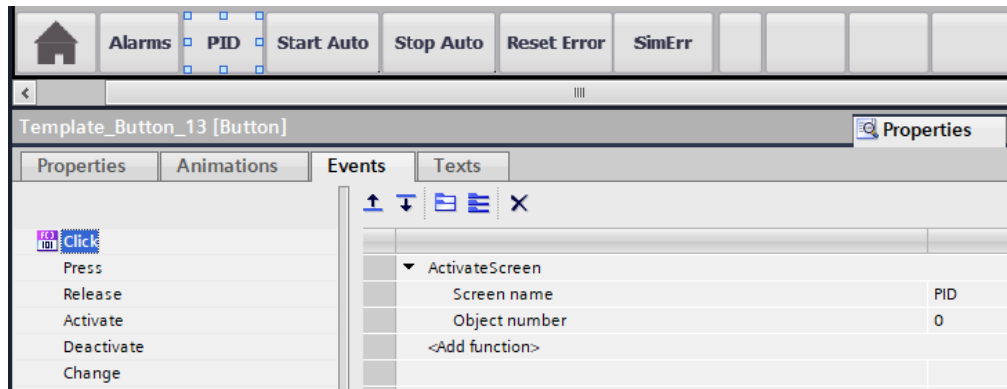 Alarms PID Start Auto Stop Auto Reset Error SimErr
Template_Button_13 [Button]
Properties
Properties Animations Events Texts
Click
Press
ActivateScreen
Release
Screen name PID
Activate
Object number 0
Deactivate
<Add function>
Change